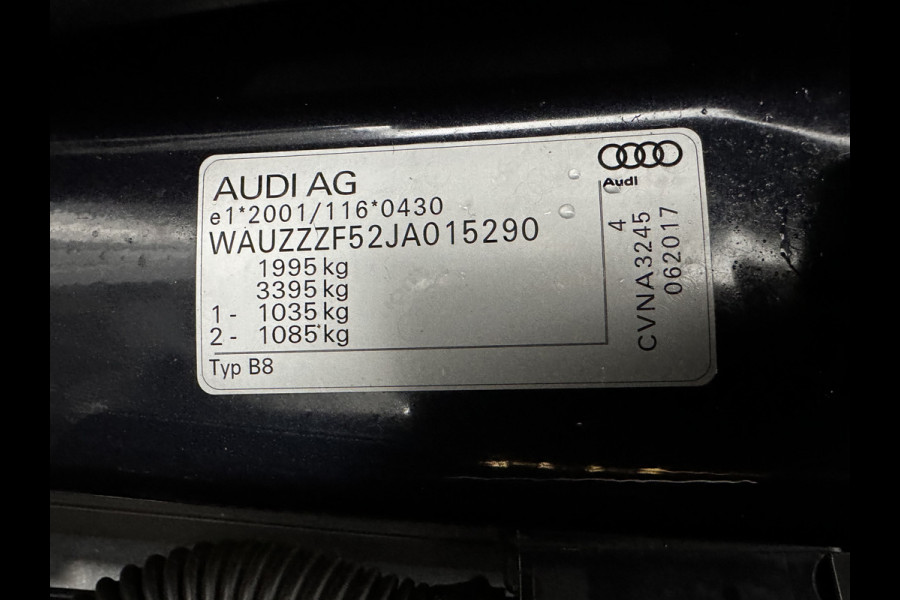 AUDI AG
e1*2001/116*0430
WAUZZZF52JA015290
1995 kg
3395 kg
1 - 1035 kg
2 - 1085 kg
Typ B8
Audi
4
CVNA3245
062017